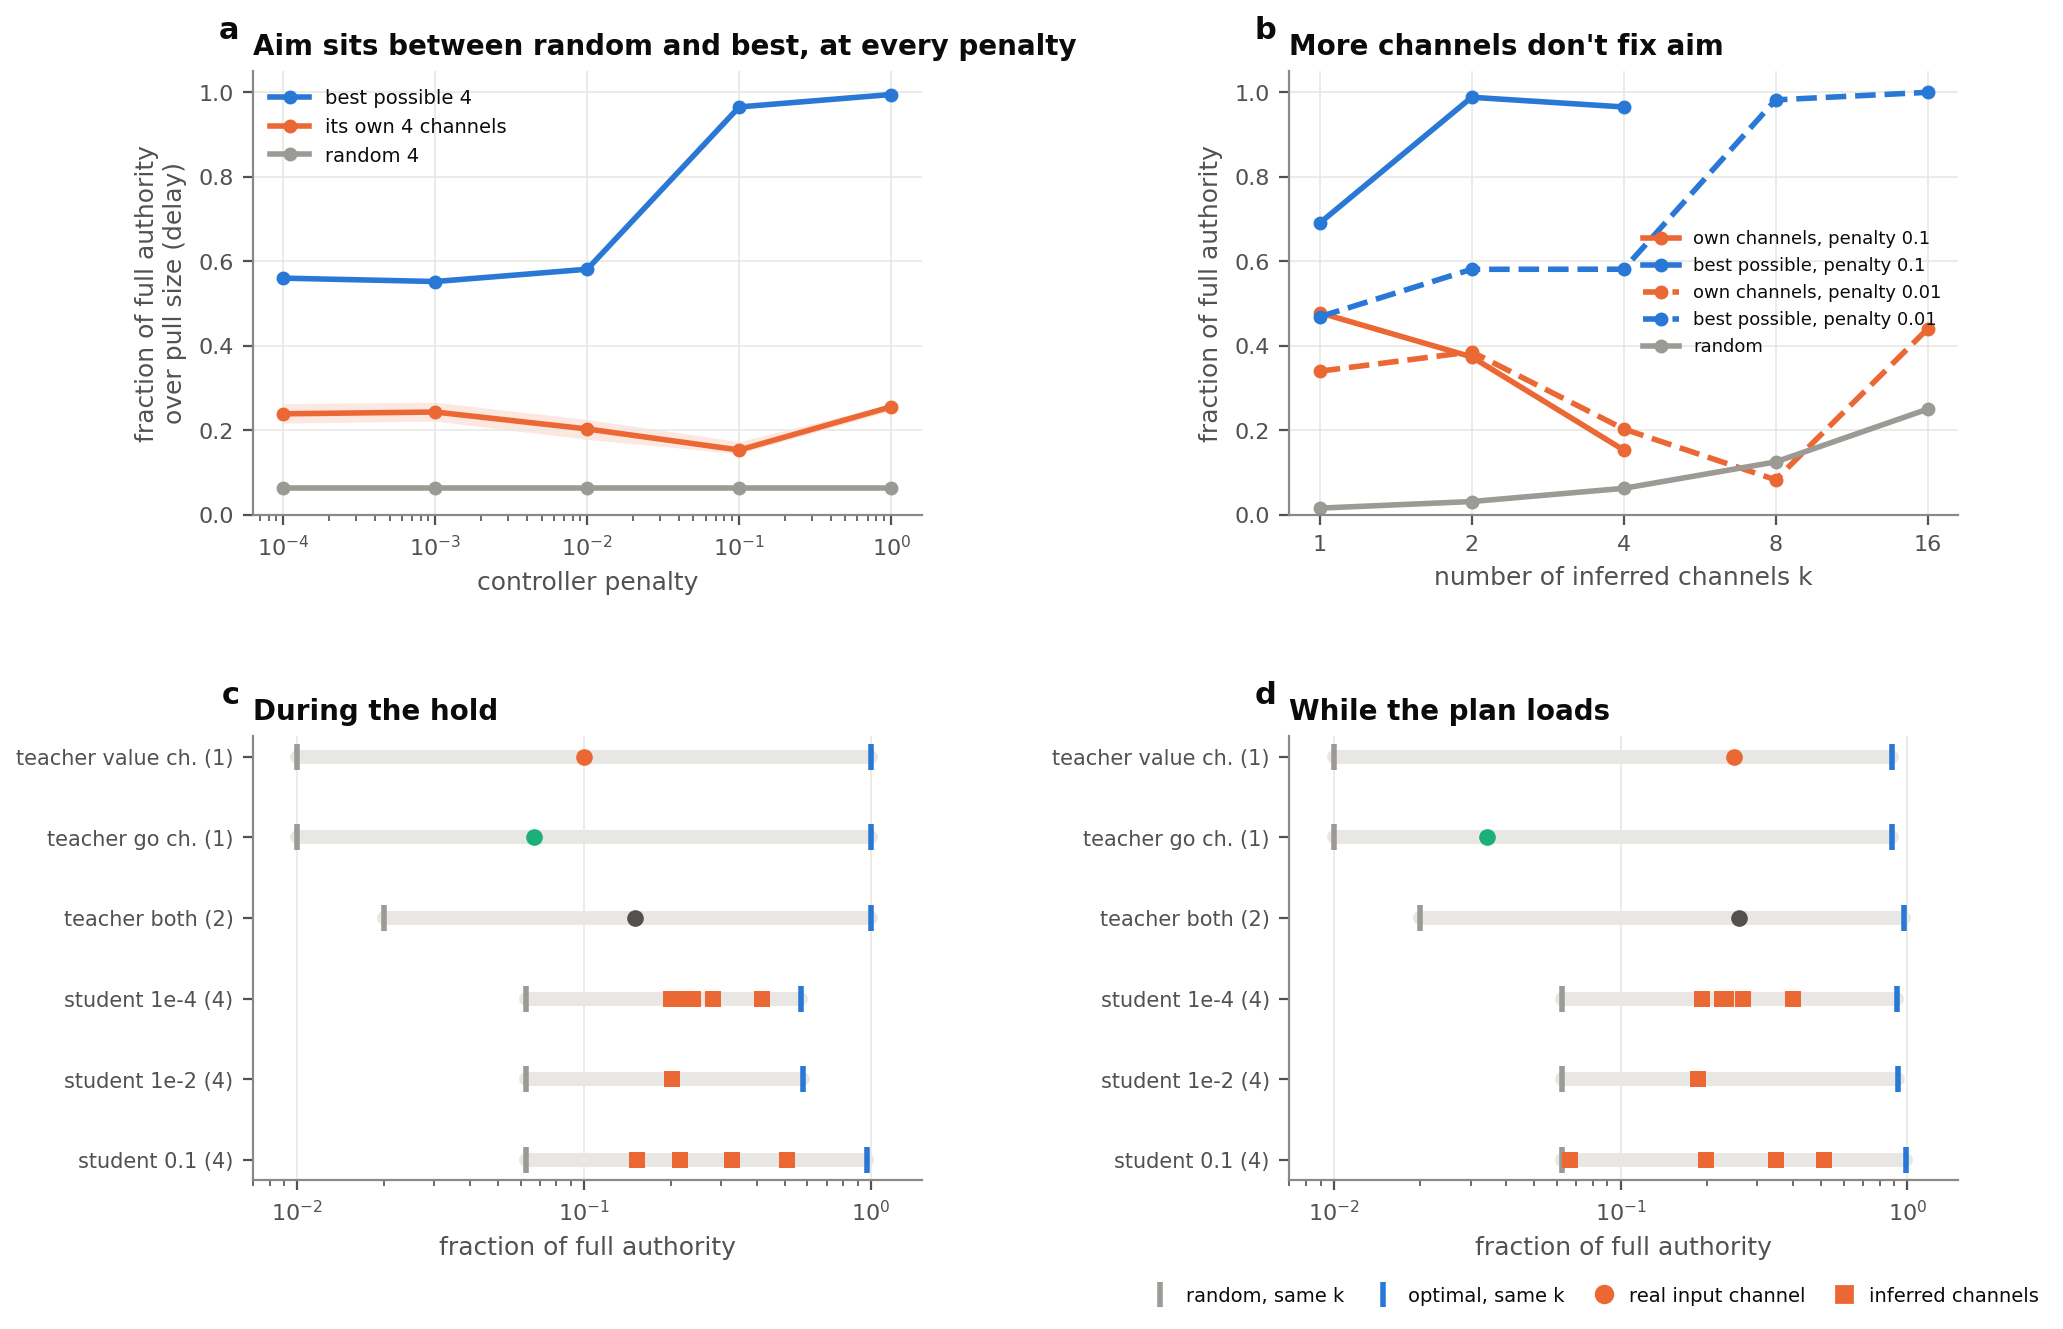 a
Aim sits between random and best, at every penalty
1.0
0.8
0.6
0.4
0.2
0.0
fraction of full authority
over pull size (delay)
best possible 4
its own 4 channels
random 4
10⁻⁴
10⁻³
10⁻²
10⁻¹
10⁰
controller penalty
b
More channels don't fix aim
1.0
0.8
0.6
0.4
0.2
0.0
fraction of full authority
own channels, penalty 0.1
best possible, penalty 0.1
own channels, penalty 0.01
best possible, penalty 0.01
random
1
2
4
8
16
number of inferred channels k
c
During the hold
teacher value ch. (1)
teacher go ch. (1)
teacher both (2)
student 1e-4 (4)
student 1e-2 (4)
student 0.1 (4)
10⁻²
10⁻¹
10⁰
fraction of full authority
d
While the plan loads
teacher value ch. (1)
teacher go ch. (1)
teacher both (2)
student 1e-4 (4)
student 1e-2 (4)
student 0.1 (4)
10⁻²
10⁻¹
10⁰
fraction of full authority
random, same k
optimal, same k
real input channel
inferred channels